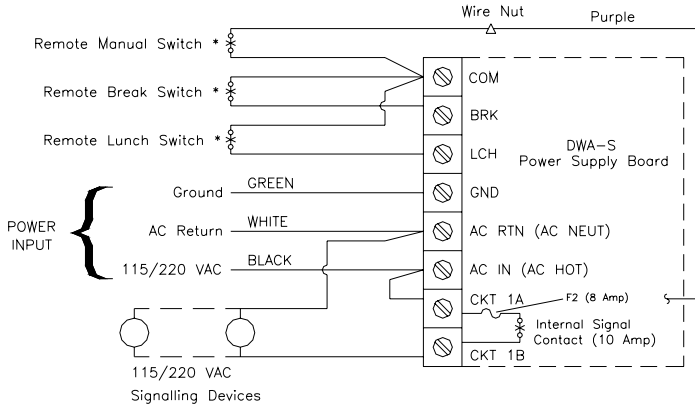 Wire Nut
Purple
Remote Manual Switch *
COM
Remote Break Switch *
BRK
Remote Lunch Switch *
LCH
DWA-S
Power Supply Board
Ground
GREEN
GND
POWER
INPUT
AC Return
WHITE
AC RTN (AC NEUT)
115/220 VAC
BLACK
AC IN (AC HOT)
CKT 1A
F2 (8 Amp)
Internal Signal
Contact (10 Amp)
CKT 1B
115/220 VAC
Signalling Devices